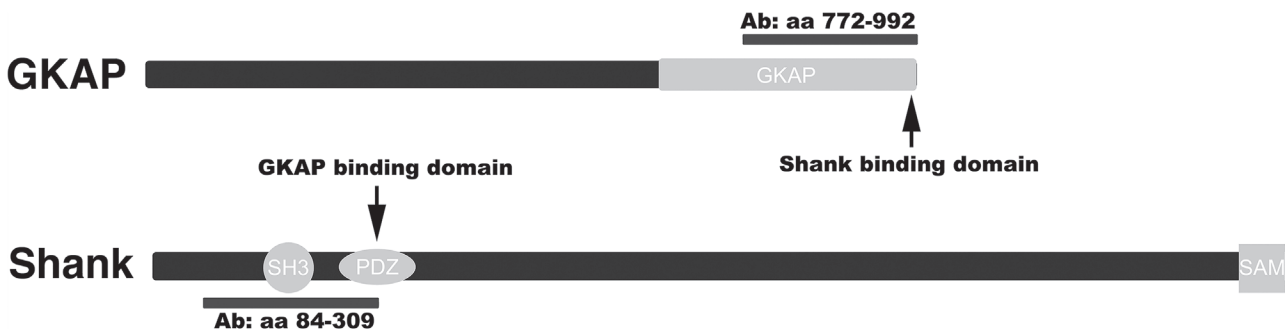 Ab: aa 772-992
GKAP
GKAP
Shank binding domain
GKAP binding domain
Shank
SH3
PDZ
SAM
Ab: aa 84-309